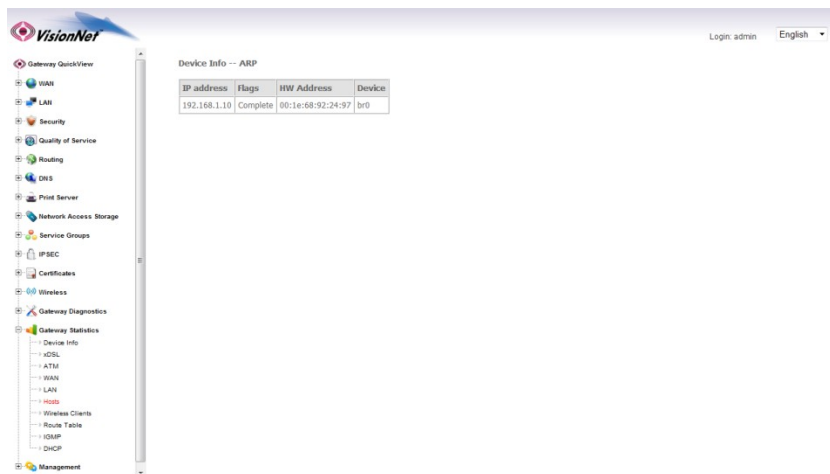 VisionNet
Login: admin
English
Gateway QuickView
WAN
LAN
Security
Quality of Service
Routing
DNS
Print Server
Network Access Storage
Service Groups
IPSEC
Certificates
Wireless
Gateway Diagnostics
Gateway Statistics
Device Info
xDSL
ATM
WAN
LAN
Hosts
Wireless Clients
Route Table
IGMP
DHCP
Management
Device Info -- ARP
IP address Flags HW Address Device
192.168.1.10 Complete 00:1e:68:92:24:97 br0